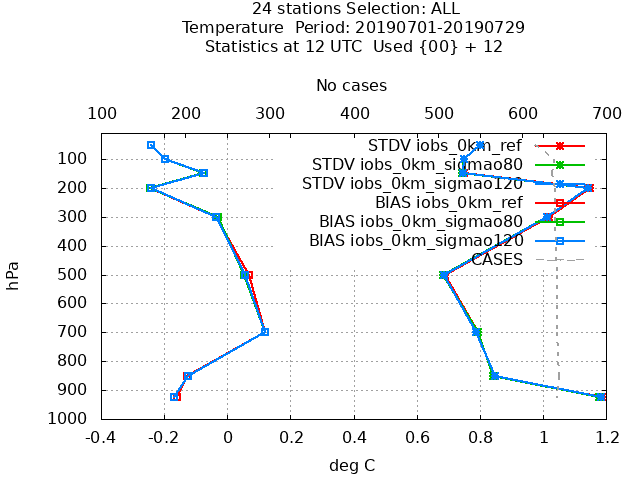 24 stations Selection: ALL
Temperature  Period: 20190701-20190729
Statistics at 12 UTC  Used {00} + 12
No cases
100 200 300 400 500 600 700
STDV iobs_0km_ref
STDV iobs_0km_sigmao80
STDV iobs_0km_sigmao120
BIAS iobs_0km_ref
BIAS iobs_0km_sigmao80
BIAS iobs_0km_sigmao120
CASES
hPa
100
200
300
400
500
600
700
800
900
1000
-0.4 -0.2 0 0.2 0.4 0.6 0.8 1 1.2
deg C